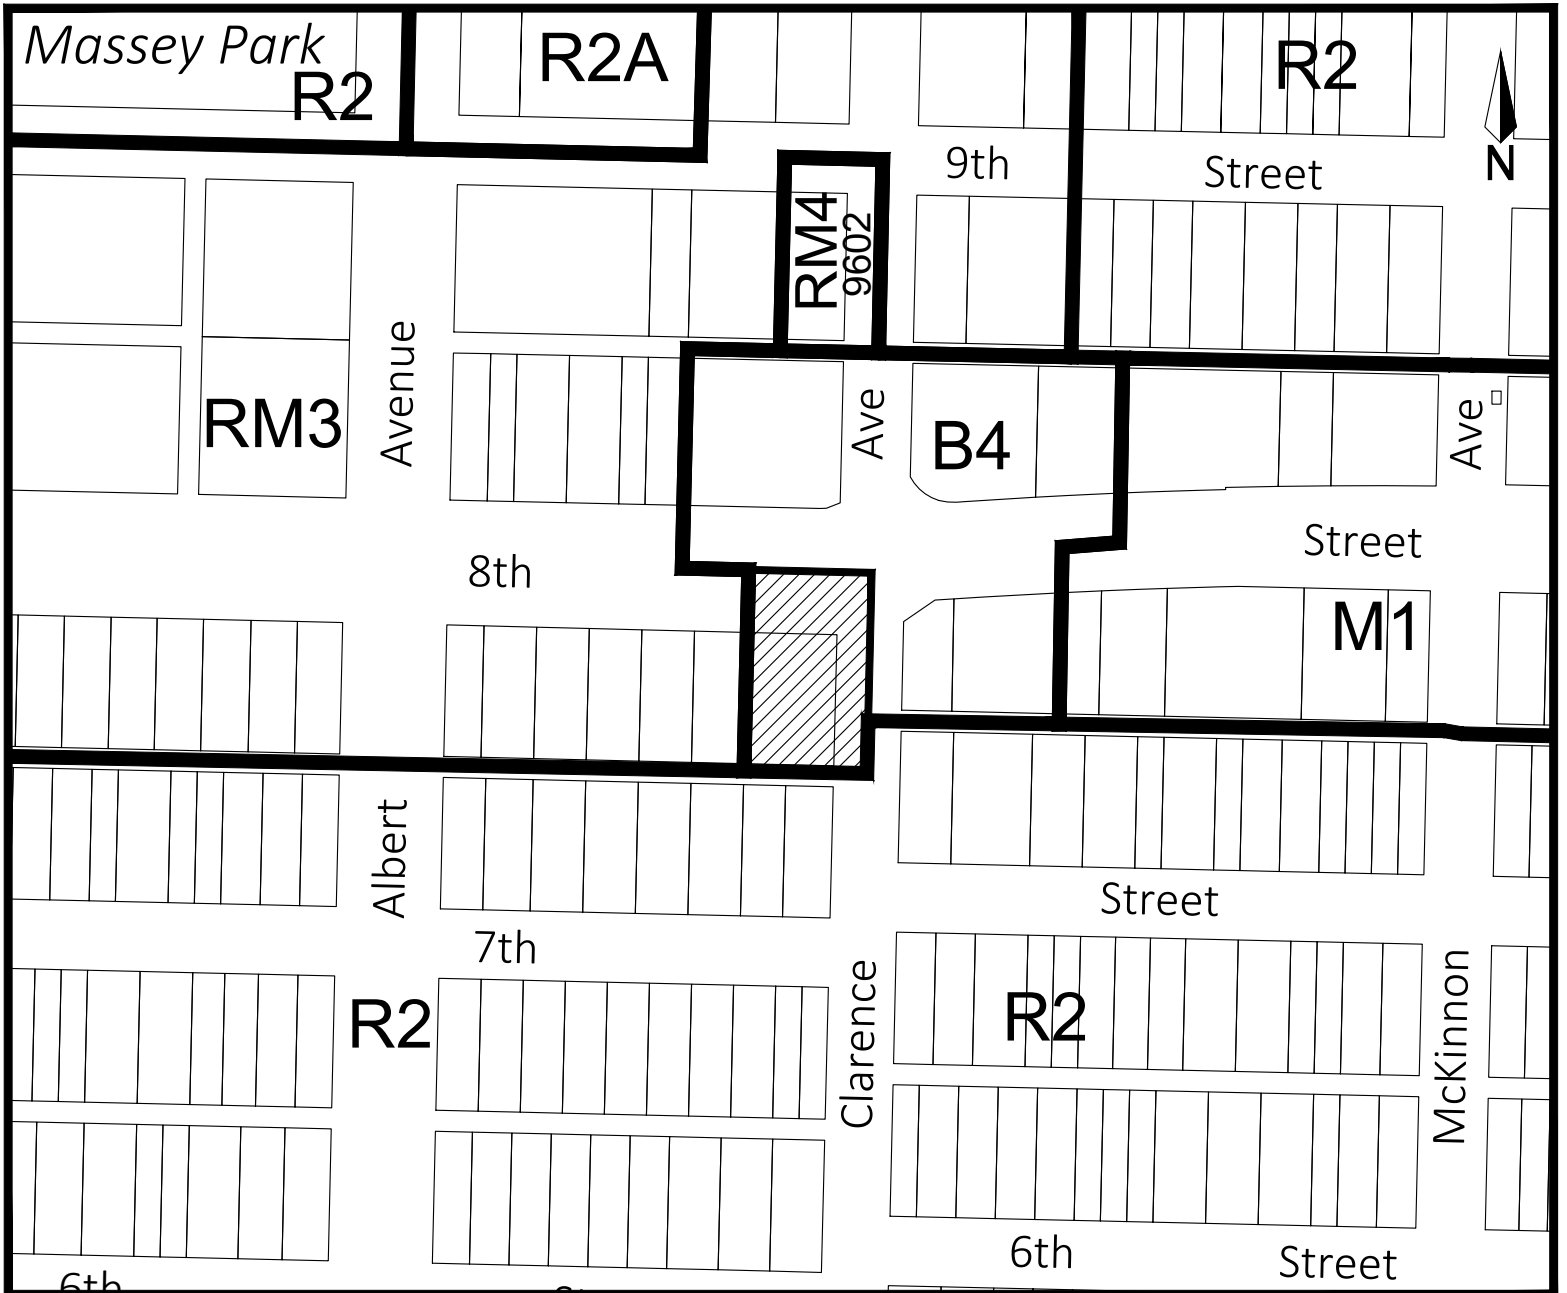 Massey Park
R2
R2A
R2
N
9th
Street
RM4
9602
Avenue
Ave
Ave
RM3
B4
8th
Street
M1
Albert
Street
7th
Clarence
McKinnon
R2
R2
6th
Street
6th